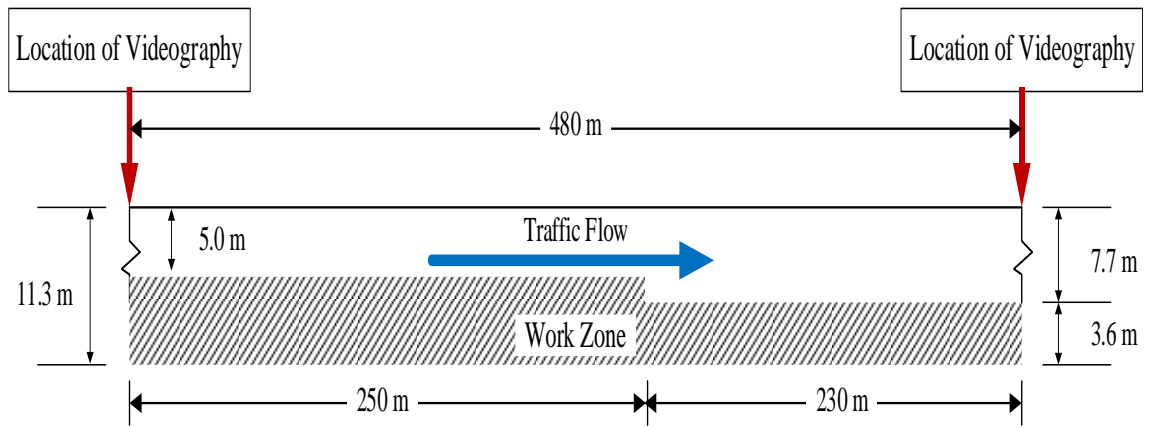 Location of Videography
Location of Videography
480 m
5.0 m
Traffic Flow
7.7 m
11.3 m
Work Zone
3.6 m
250 m
230 m